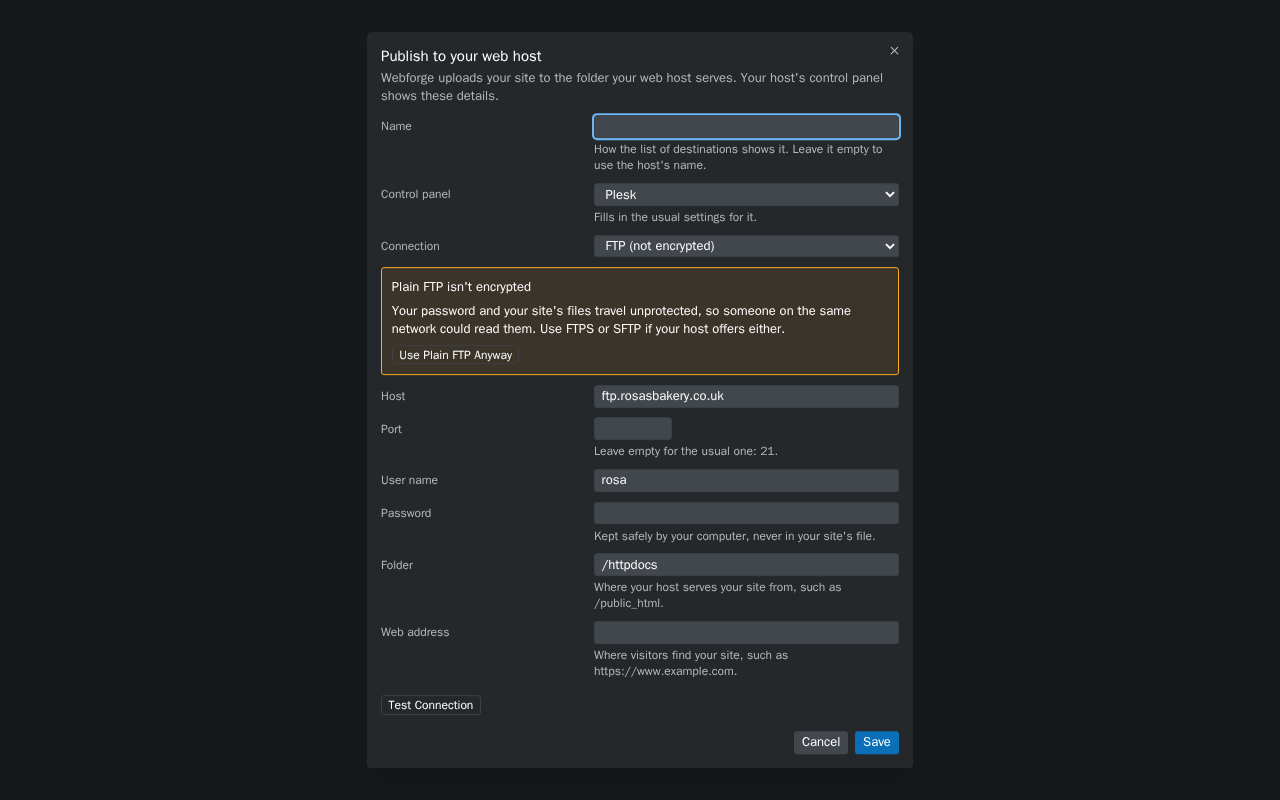 Publish to your web host
Webforge uploads your site to the folder your web host serves. Your host's control panel
shows these details.
Name
How the list of destinations shows it. Leave it empty to
use the host's name.
Control panel
Plesk
Fills in the usual settings for it.
Connection
FTP (not encrypted)
Plain FTP isn't encrypted
Your password and your site's files travel unprotected, so someone on the same
network could read them. Use FTPS or SFTP if your host offers either.
Use Plain FTP Anyway
Host
ftp.rosasbakery.co.uk
Port
Leave empty for the usual one: 21.
User name
rosa
Password
Kept safely by your computer, never in your site's file.
Folder
/httpdocs
Where your host serves your site from, such as
/public_html.
Web address
Where visitors find your site, such as
https://www.example.com.
Test Connection
Cancel
Save